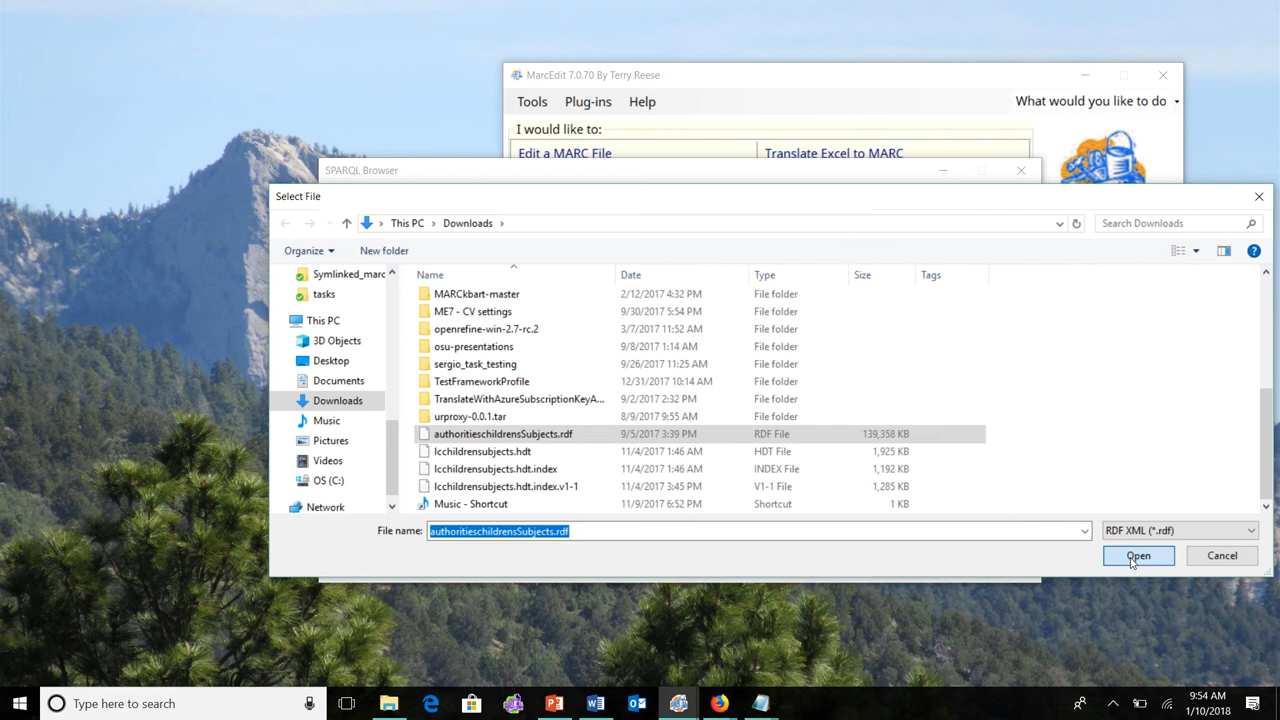 MarcEdit 7.0.70 By Terry Reese
Tools Plug-ins Help What would you like to do
I would like to:
Edit a MARC File Translate Excel to MARC
SPARQL Browser
Select File
This PC Downloads Search Downloads
Organize New folder
Name Date Type Size Tags
Symlinked_marc
tasks
This PC
3D Objects
Desktop
Documents
Downloads
Music
Pictures
Videos
OS (C:)
Network
MARCkbart-master 2/12/2017 4:32 PM File folder
ME7 - CV settings 9/30/2017 5:54 PM File folder
openrefine-win-2.7-rc.2 3/7/2017 11:52 AM File folder
osu-presentations 9/8/2017 1:14 AM File folder
sergio_task_testing 9/26/2017 11:25 AM File folder
TestFrameworkProfile 12/31/2017 10:14 AM File folder
TranslateWithAzureSubscriptionKeyA... 9/2/2017 2:32 PM File folder
urproxy-0.0.1.tar 8/9/2017 9:55 AM File folder
authoritieschildrensSubjects.rdf 9/5/2017 3:39 PM RDF File 139,358 KB
lcchildrensubjects.hdt 11/4/2017 1:46 AM HDT File 1,925 KB
lcchildrensubjects.hdt.index 11/4/2017 1:46 AM INDEX File 1,192 KB
lcchildrensubjects.hdt.index.v1-1 11/4/2017 3:45 PM V1-1 File 1,285 KB
Music - Shortcut 11/9/2017 6:52 PM Shortcut 1 KB
File name: authoritieschildrensSubjects.rdf RDF XML (*.rdf)
Open Cancel
Type here to search
9:54 AM
1/10/2018